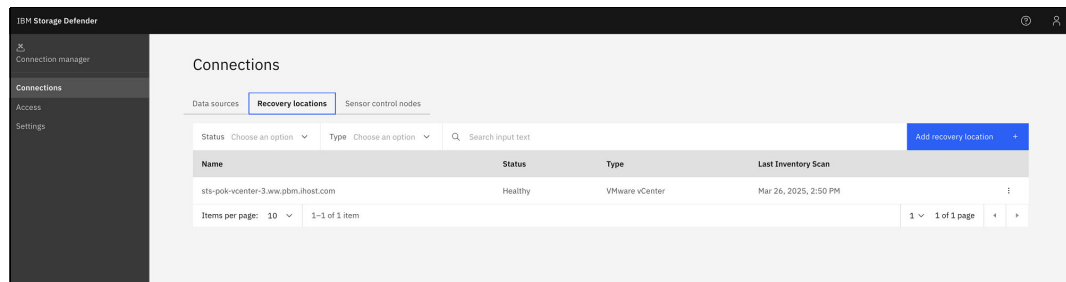 IBM Storage Defender
Connection manager
Connections
Access
Settings
Connections
Data sources Recovery locations Sensor control nodes
Status Choose an option Type Choose an option Search input text Add recovery location +
Name Status Type Last Inventory Scan
sts-pok-vcenter-3.ww.pbm.ihost.com Healthy VMware vCenter Mar 26, 2025, 2:50 PM
Items per page: 10 1–1 of 1 item 1 1 of 1 page